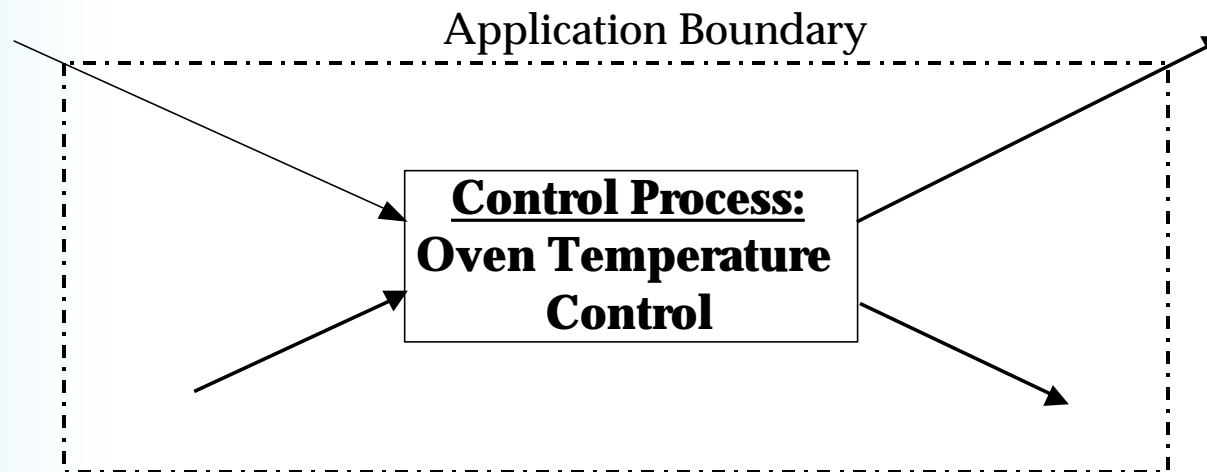 Application Boundary
Control Process:
Oven Temperature
Control